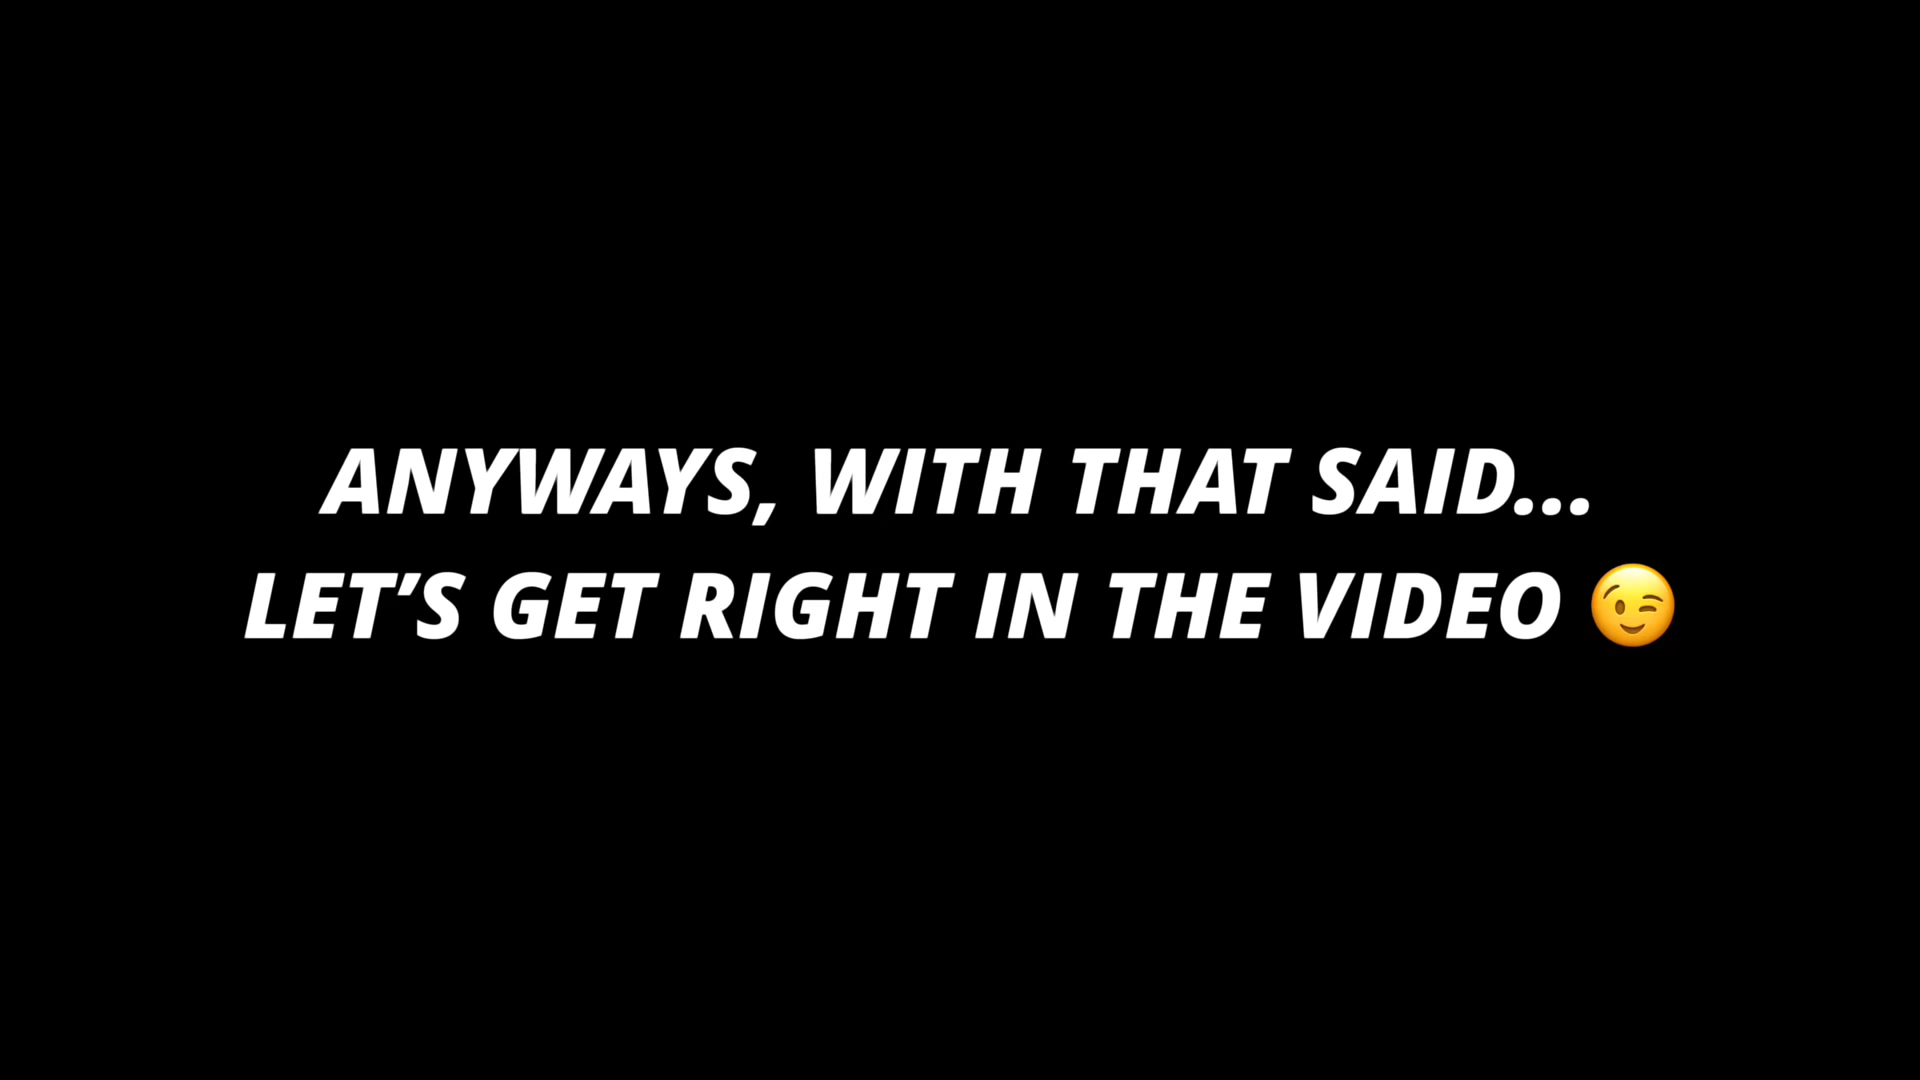 ANYWAYS, WITH THAT SAID...
LET’S GET RIGHT IN THE VIDEO 😉